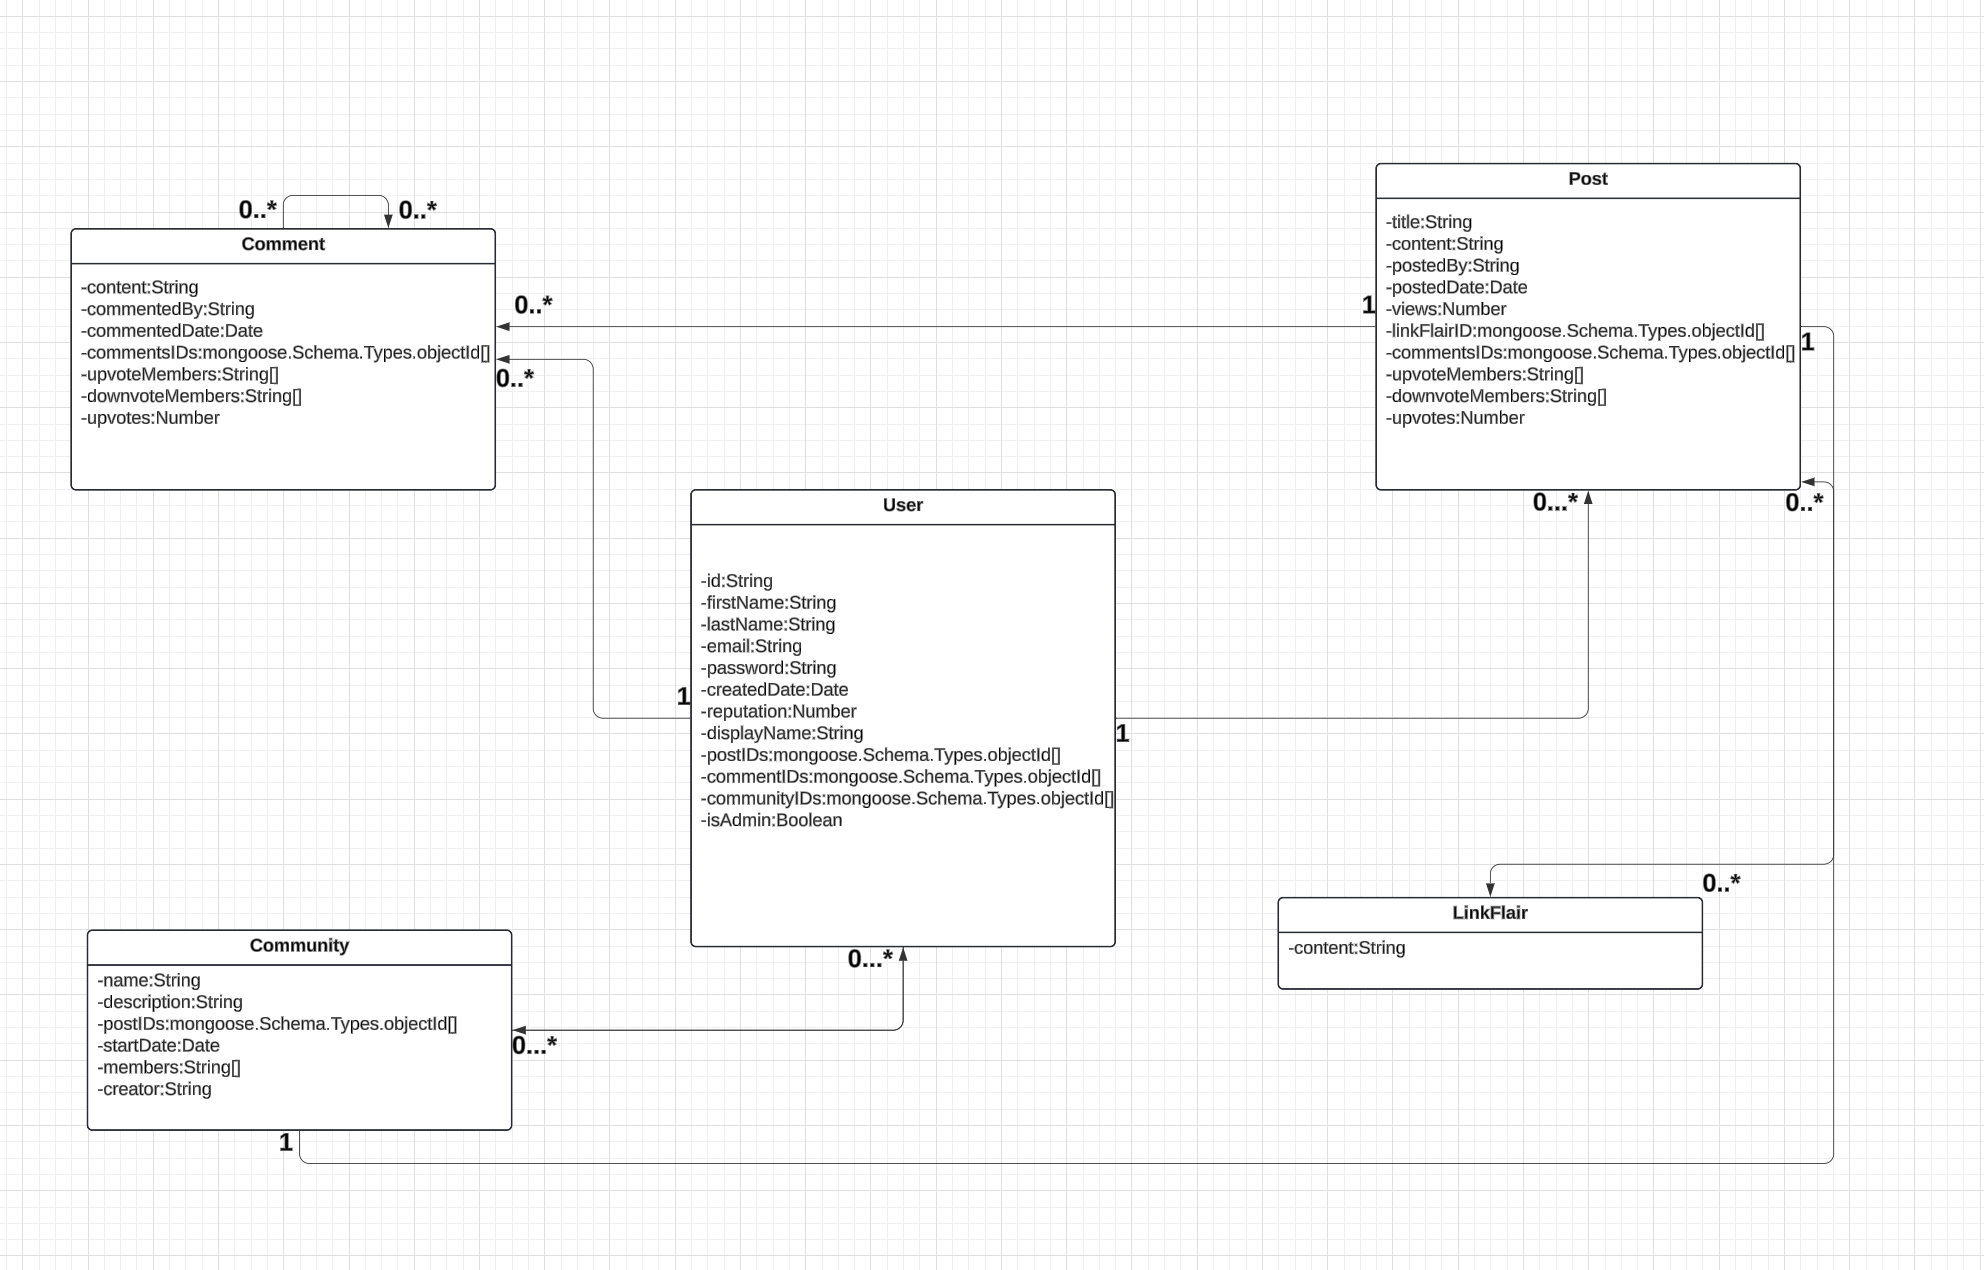 Post
-title:String
-content:String
-postedBy:String
-postedDate:Date
-views:Number
-linkFlairID:mongoose.Schema.Types.objectId[]
-commentsIDs:mongoose.Schema.Types.objectId[]
-upvoteMembers:String[]
-downvoteMembers:String[]
-upvotes:Number
1
1
0...*
0..*
0..*
0..*
Comment
-content:String
-commentedBy:String
-commentedDate:Date
-commentsIDs:mongoose.Schema.Types.objectId[]
-upvoteMembers:String[]
-downvoteMembers:String[]
-upvotes:Number
0..*
0..*
User
-id:String
-firstName:String
-lastName:String
-email:String
-password:String
-createdDate:Date
-reputation:Number
-displayName:String
-postIDs:mongoose.Schema.Types.objectId[]
-commentIDs:mongoose.Schema.Types.objectId[]
-communityIDs:mongoose.Schema.Types.objectId[]
-isAdmin:Boolean
1
1
0...*
0..*
LinkFlair
-content:String
Community
-name:String
-description:String
-postIDs:mongoose.Schema.Types.objectId[]
-startDate:Date
-members:String[]
-creator:String
0...*
1